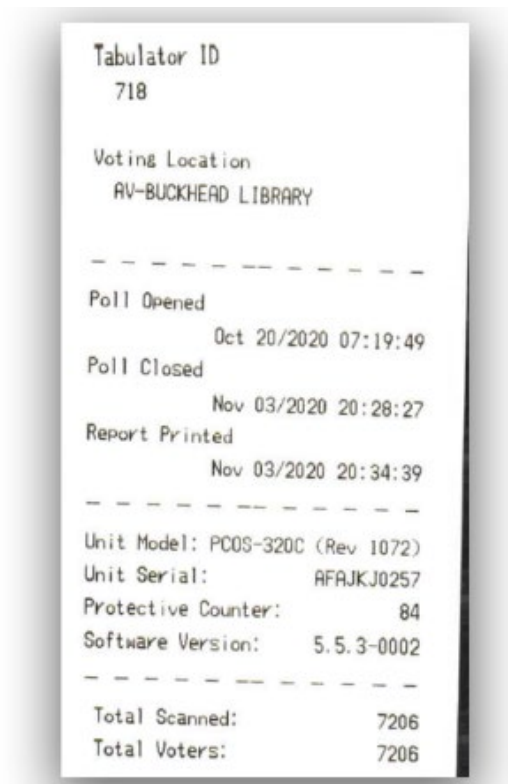 Tabulator ID
718
Voting Location
AV-BUCKHEAD LIBRARY
Poll Opened
Oct 20/2020 07:19:49
Poll Closed
Nov 03/2020 20:28:27
Report Printed
Nov 03/2020 20:34:39
Unit Model: PCOS-320C (Rev 1072)
Unit Serial: AFAJKJ0257
Protective Counter: 84
Software Version: 5.5.3-0002
Total Scanned: 7206
Total Voters: 7206